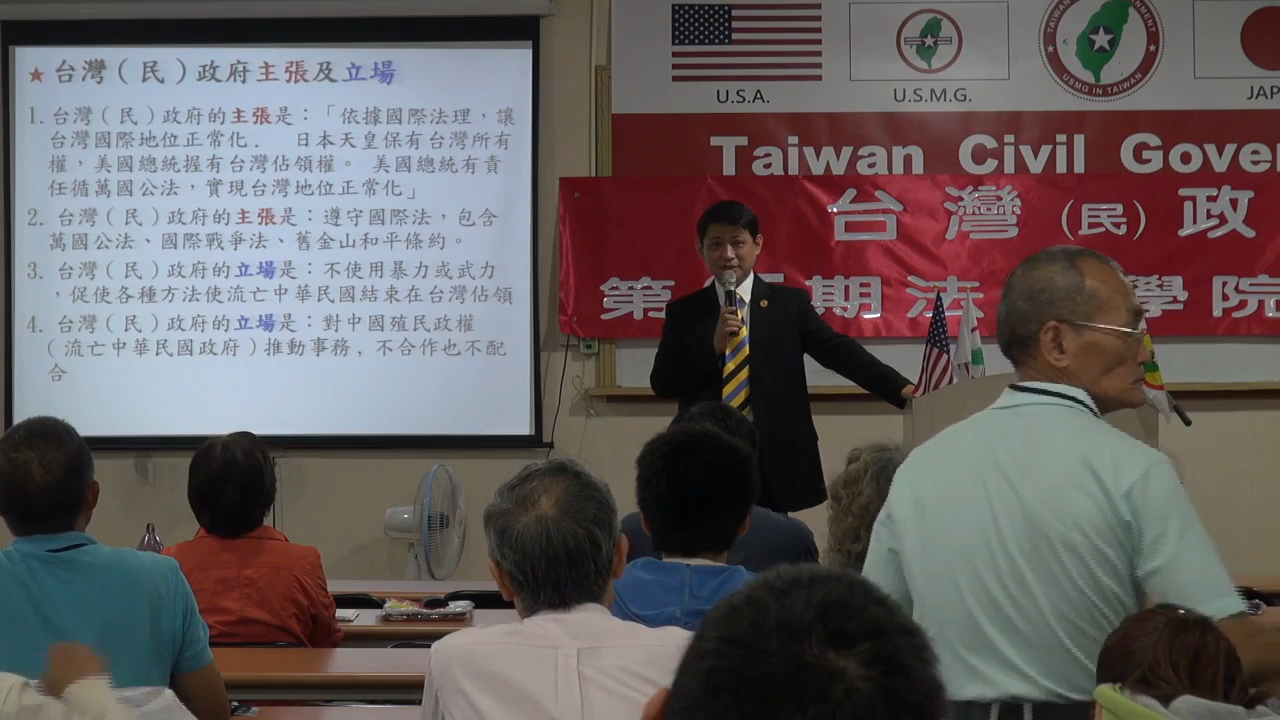 ★台灣(民)政府主張及立場
1. 台灣(民)政府的主張是:「依據國際法理,讓
台灣國際地位正常化. 日本天皇保有台灣所有
權,美國總統握有台灣佔領權。 美國總統有責
任循萬國公法,實現台灣地位正常化」
2. 台灣(民)政府的主張是:遵守國際法,包含
萬國公法、國際戰爭法、舊金山和平條約。
3. 台灣(民)政府的立場是:不使用暴力或武力
,促使各種方法使流亡中華民國結束在台灣佔領
4. 台灣(民)政府的立場是:對中國殖民政權
(流亡中華民國政府)推動事務,不合作也不配
合
U.S.A.
U.S.M.G.
USMG IN TAIWAN
JAP
Taiwan Civil Gover
台灣(民)政
第 期法 學院